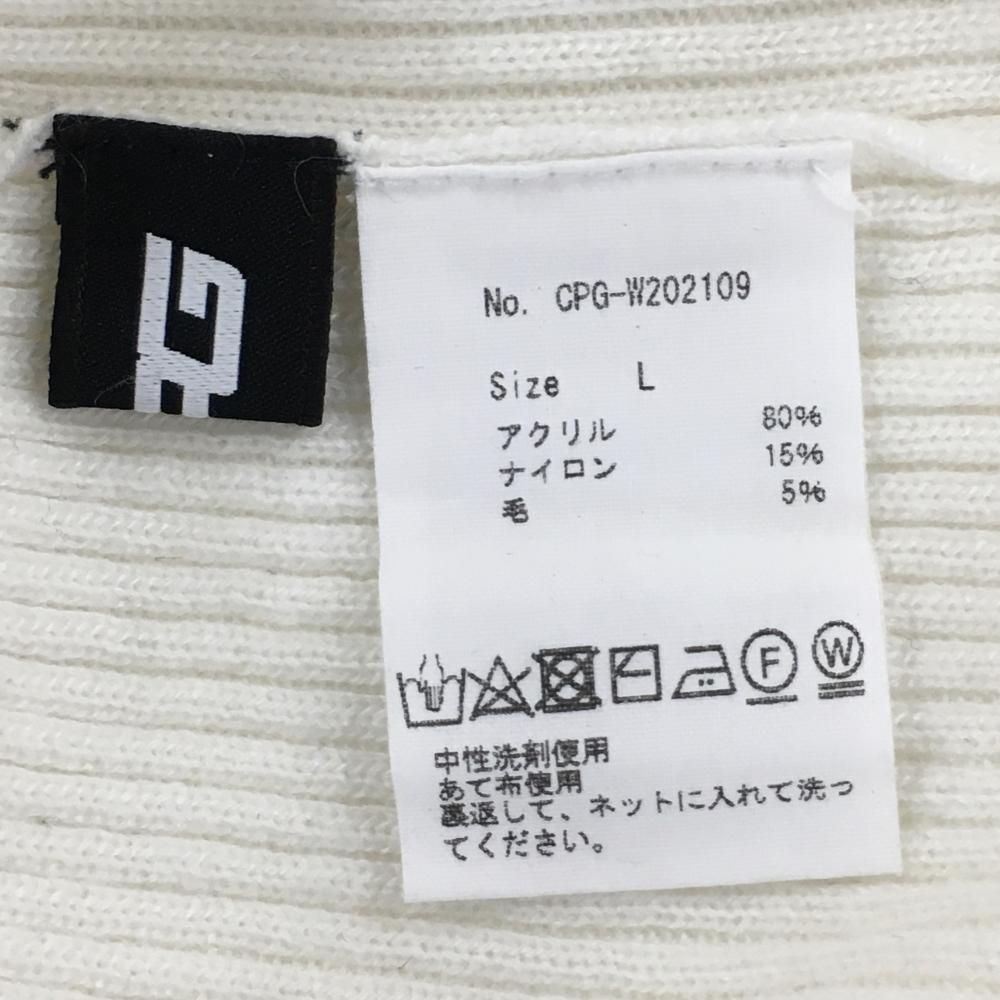 No. CPG-W202109
Size L
アクリル 80%
ナイロン 15%
毛 5%
F
W
中性洗剤使用
あて布使用
裏返して、ネットに入れて洗っ
てください。